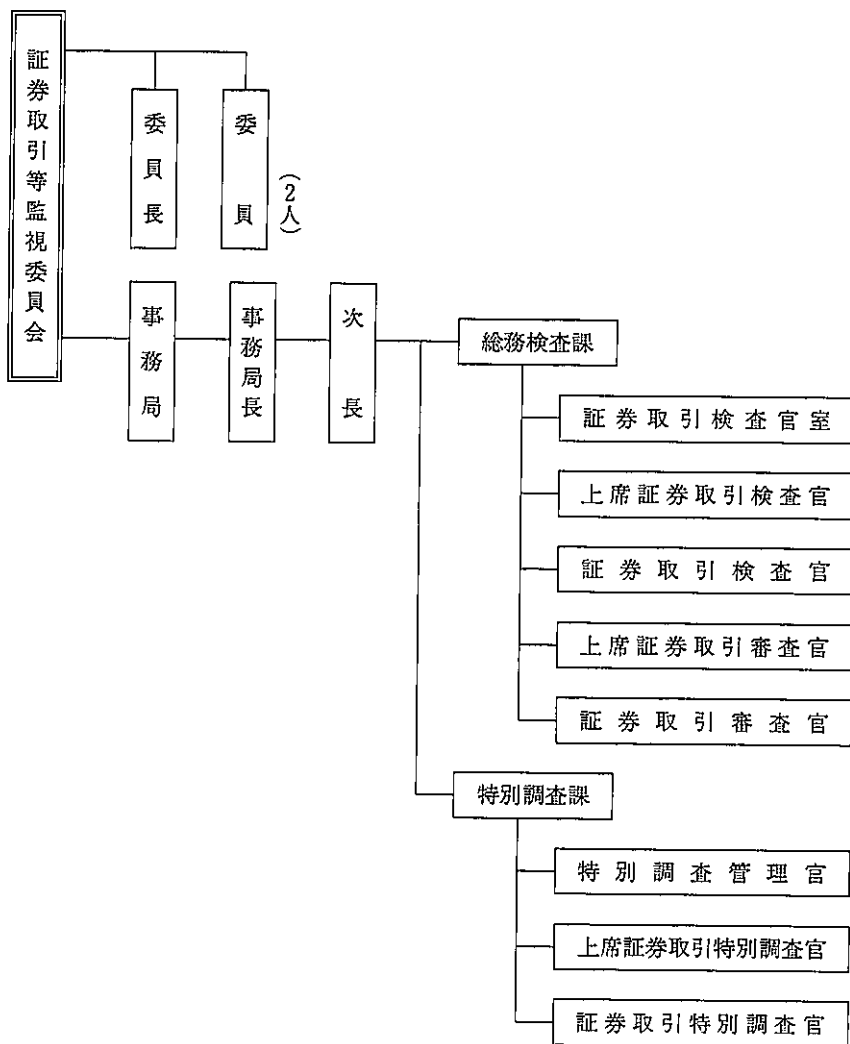 証券取引等監視委員会
委員長
委員
(2人)
事務局
事務局長
次長
総務検査課
証券取引検査官室
上席証券取引検査官
証券取引検査官
上席証券取引審査官
証券取引審査官
特別調査課
特別調査管理官
上席証券取引特別調査官
証券取引特別調査官